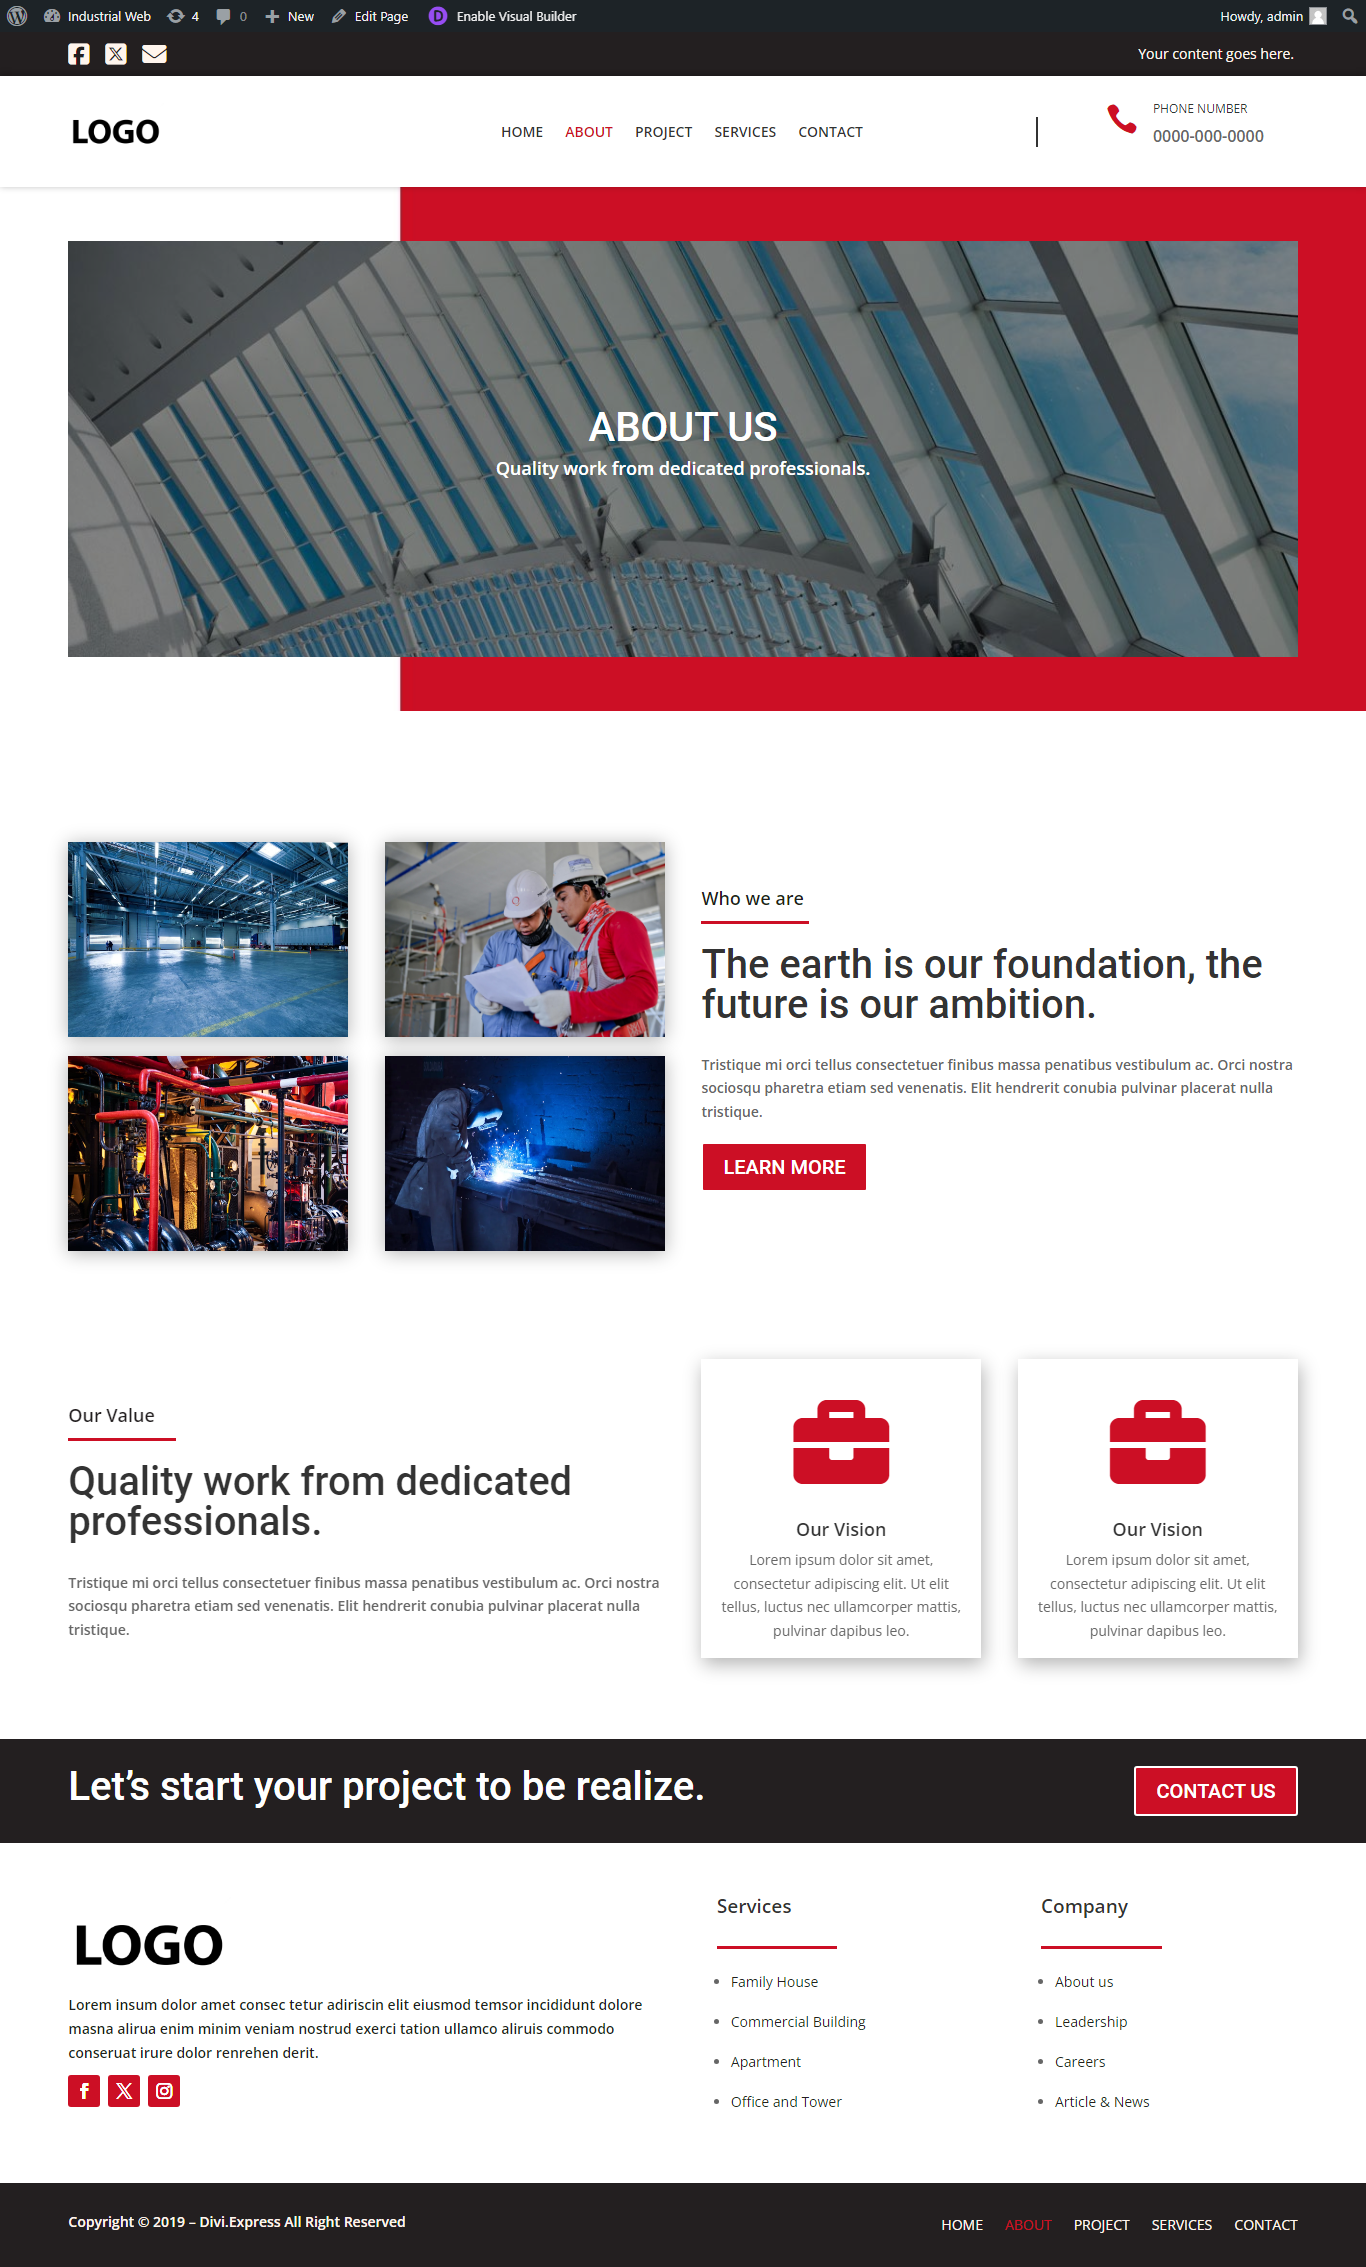 Industrial Web 4 0 New Edit Page Enable Visual Builder Howdy, admin
Your content goes here.
LOGO
HOME ABOUT PROJECT SERVICES CONTACT
PHONE NUMBER
0000-000-0000
ABOUT US
Quality work from dedicated professionals.
Who we are
The earth is our foundation, the
future is our ambition.
Tristique mi orci tellus consectetuer finibus massa penatibus vestibulum ac. Orci nostra
sociosqu pharetra etiam sed venenatis. Elit hendrerit conubia pulvinar placerat nulla
tristique.
LEARN MORE
Our Value
Quality work from dedicated
professionals.
Tristique mi orci tellus consectetuer finibus massa penatibus vestibulum ac. Orci nostra
sociosqu pharetra etiam sed venenatis. Elit hendrerit conubia pulvinar placerat nulla
tristique.
Our Vision
Lorem ipsum dolor sit amet,
consectetur adipiscing elit. Ut elit
tellus, luctus nec ullamcorper mattis,
pulvinar dapibus leo.
Our Vision
Lorem ipsum dolor sit amet,
consectetur adipiscing elit. Ut elit
tellus, luctus nec ullamcorper mattis,
pulvinar dapibus leo.
Let’s start your project to be realize.
CONTACT US
LOGO
Lorem insum dolor amet consec tetur adiriscin elit eiusmod temsor incididunt dolore
masna alirua enim minim veniam nostrud exerci tation ullamco aliruis commodo
conseruat irure dolor renrehen derit.
Services
Family House
Commercial Building
Apartment
Office and Tower
Company
About us
Leadership
Careers
Article & News
Copyright © 2019 – Divi.Express All Right Reserved
HOME ABOUT PROJECT SERVICES CONTACT